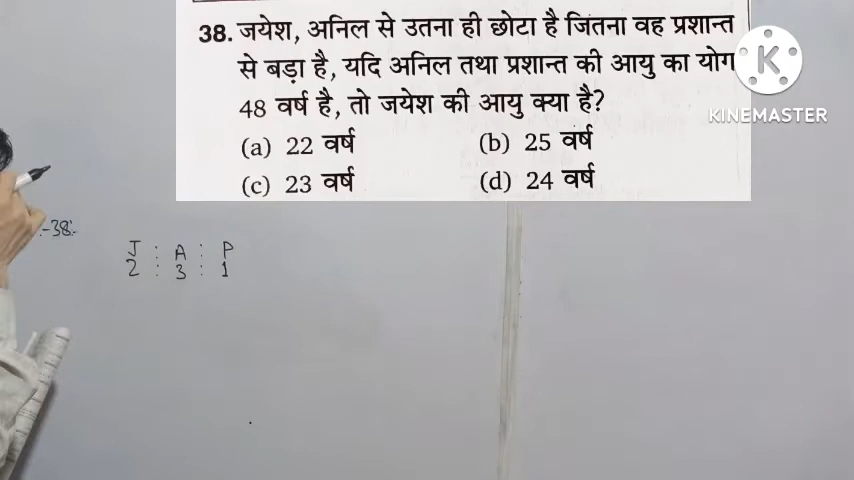 38. जयेश, अनिल से उतना ही छोटा है जितना वह प्रशान्त
से बड़ा है, यदि अनिल तथा प्रशान्त की आयु का योग
48 वर्ष है, तो जयेश की आयु क्या है?
(a) 22 वर्ष (b) 25 वर्ष
(c) 23 वर्ष (d) 24 वर्ष
KINEMASTER
:-38:-
J : A : P
2 : 3 : 1